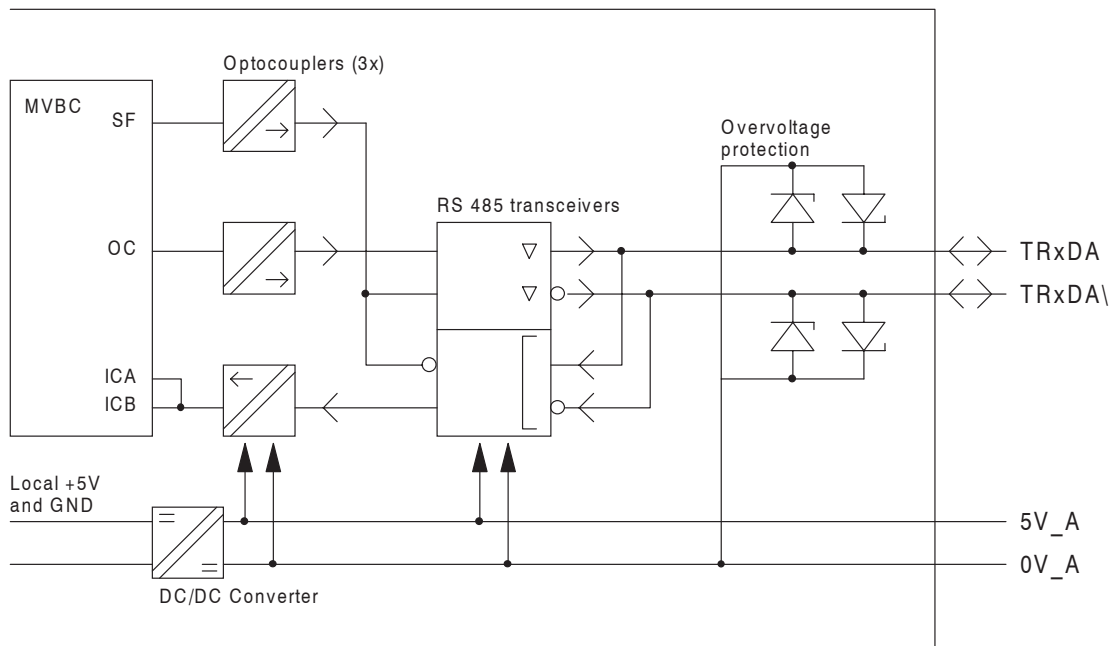 Optocouplers (3x)
MVBC
SF
Overvoltage
protection
RS 485 transceivers
OC
TRxDA
TRxDA\
ICA
ICB
Local +5V
and GND
5V_A
0V_A
DC/DC Converter